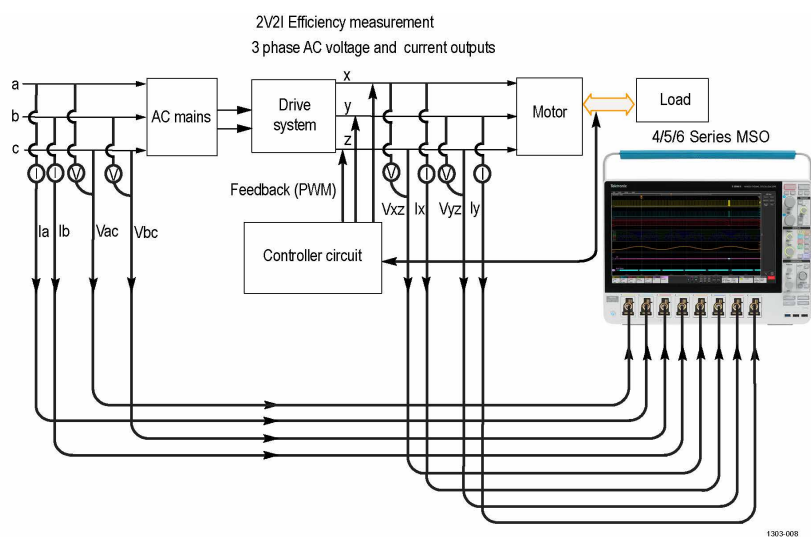 2V2I Efficiency measurement
3 phase AC voltage and current outputs
a
b
c
AC mains
Drive
system
x
y
z
Motor
Load
4/5/6 Series MSO
Tektronix
I
I
V
V
V
I
V
I
Feedback (PWM)
Ia
Ib
Vac
Vbc
Vxz
Ix
Vyz
Iy
Controller circuit
1303-008